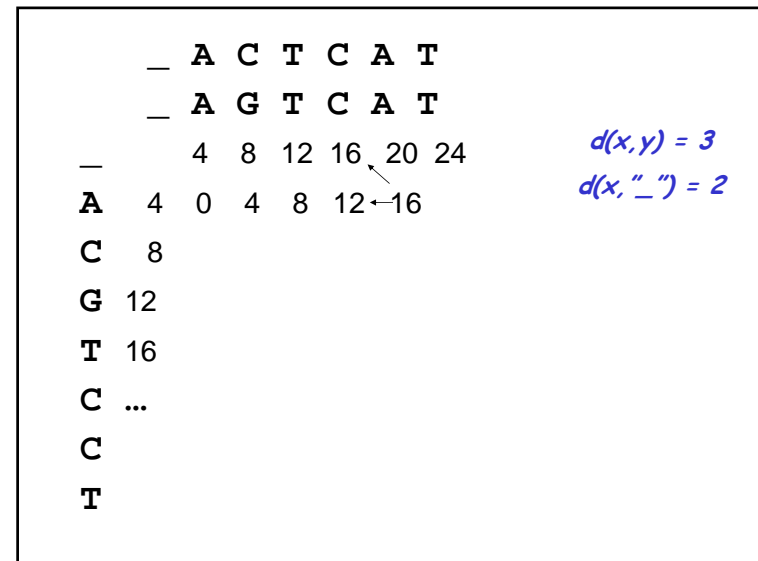 _ A C T C A T
_ A G T C A T
_ 4 8 12 16 20 24
A 4 0 4 8 12 16
C 8
G 12
T 16
C …
C
T
d(x,y) = 3
d(x,"_") = 2